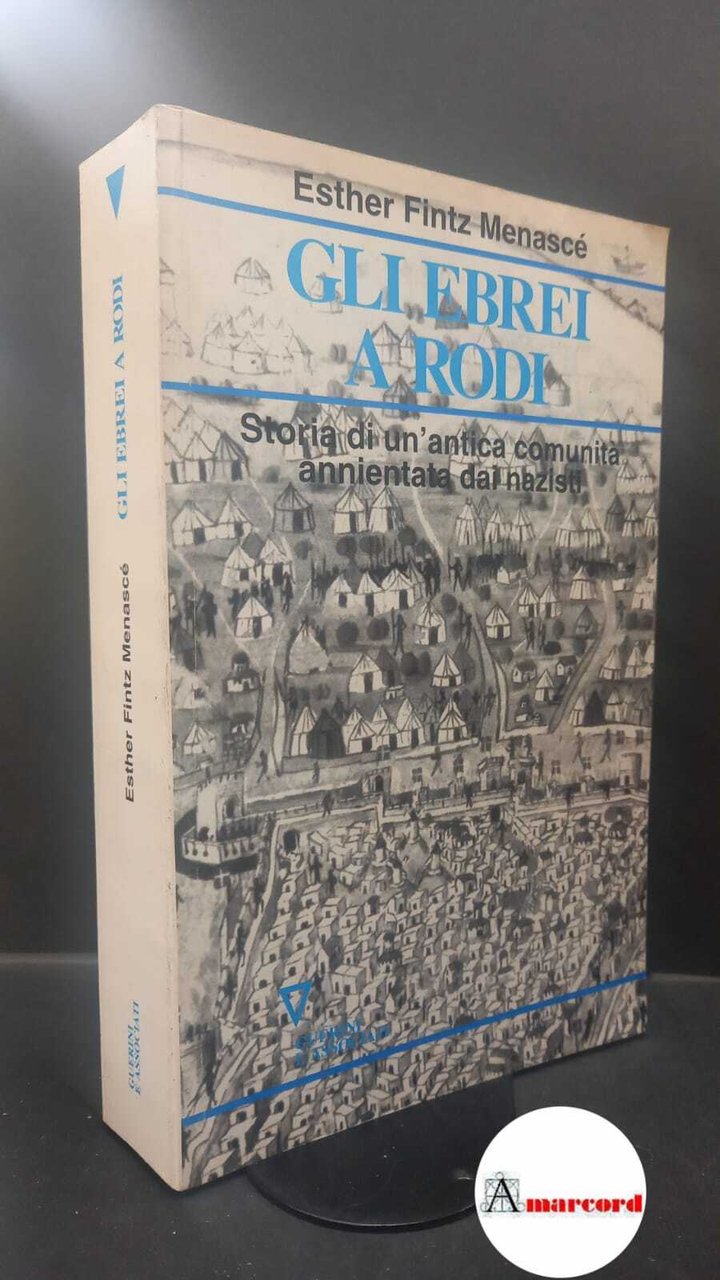 Esther Fintz Menascé
GLI EBREI
A RODI
Storia di un'antica comunità
annientata dai nazisti
GUERINI
E ASSOCIATI
GLI EBREI A RODI
Esther Fintz Menascé
GUERINI
E ASSOCIATI
Amarcord